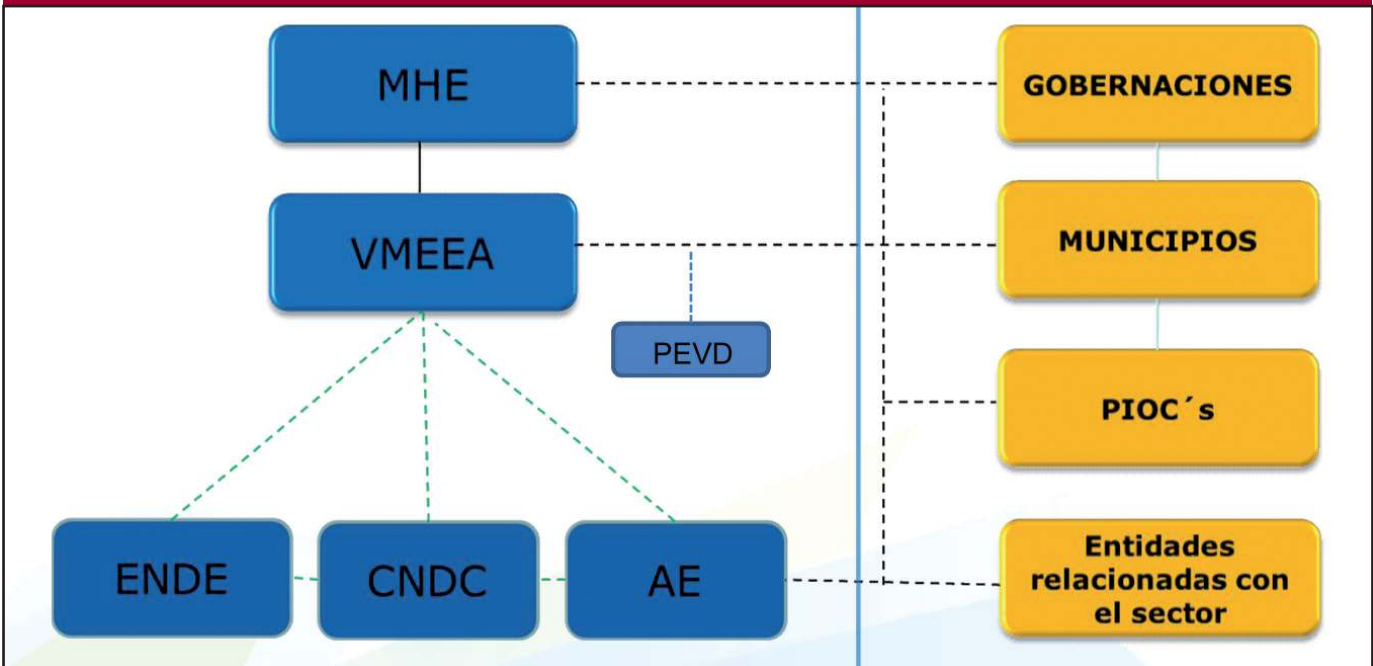 MHE
GOBERNACIONES
VMEEA
MUNICIPIOS
PEVD
PIOC´s
ENDE
CNDC
AE
Entidades
relacionadas con
el sector